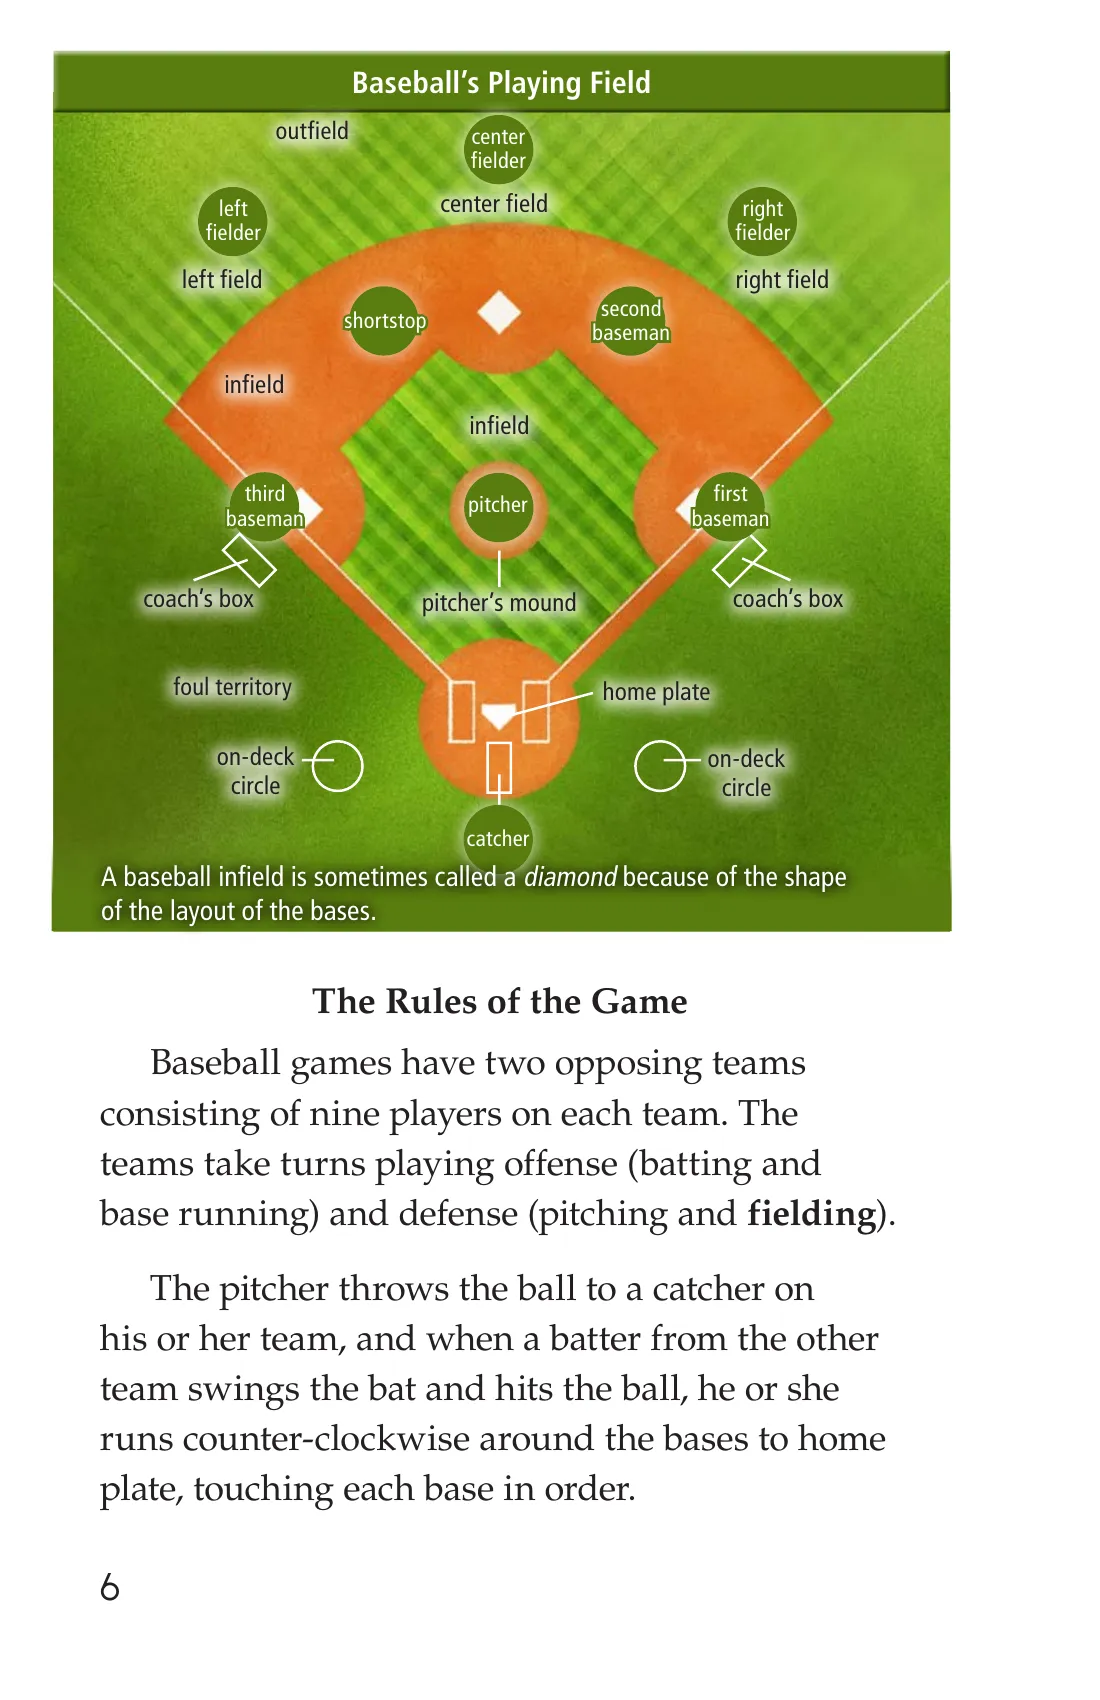 Baseball's Playing Field
outfield
center
fielder
center field
left
fielder
left field
right
fielder
right field
shortstop
second
baseman
infield
infield
third
baseman
pitcher
first
baseman
coach's box
pitcher's mound
coach's box
foul territory
home plate
on-deck
circle
on-deck
circle
catcher
A baseball infield is sometimes called a diamond because of the shape
of the layout of the bases.
The Rules of the Game
Baseball games have two opposing teams
consisting of nine players on each team. The
teams take turns playing offense (batting and
base running) and defense (pitching and fielding).
The pitcher throws the ball to a catcher on
his or her team, and when a batter from the other
team swings the bat and hits the ball, he or she
runs counter-clockwise around the bases to home
plate, touching each base in order.
6